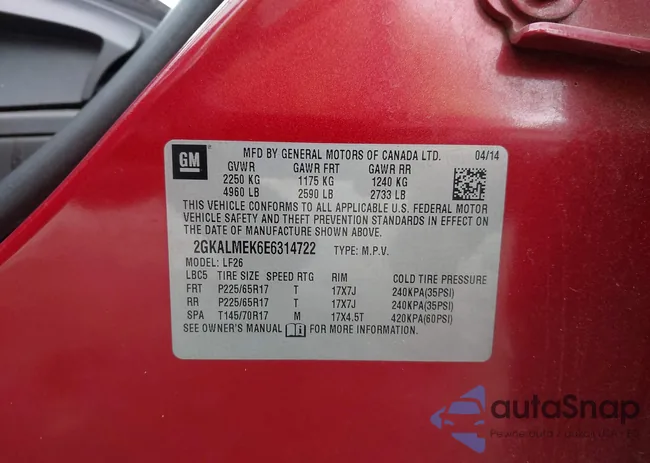 GM
MFD BY GENERAL MOTORS OF CANADA LTD. 04/14
GVWR GAWR FRT GAWR RR
2250 KG 1175 KG 1240 KG
4960 LB 2590 LB 2733 LB
THIS VEHICLE CONFORMS TO ALL APPLICABLE U.S. FEDERAL MOTOR
VEHICLE SAFETY AND THEFT PREVENTION STANDARDS IN EFFECT ON
THE DATE OF MANUFACTURE SHOWN ABOVE.
2GKALMEK6E6314722 TYPE: M.P.V.
MODEL: LF26
LBC5 TIRE SIZE SPEED RTG RIM COLD TIRE PRESSURE
FRT P225/65R17 T 17X7J 240KPA(35PSI)
RR P225/65R17 T 17X7J 240KPA(35PSI)
SPA T145/70R17 M 17X4.5T 420KPA(60PSI)
SEE OWNER'S MANUAL FOR MORE INFORMATION.
autaSnap